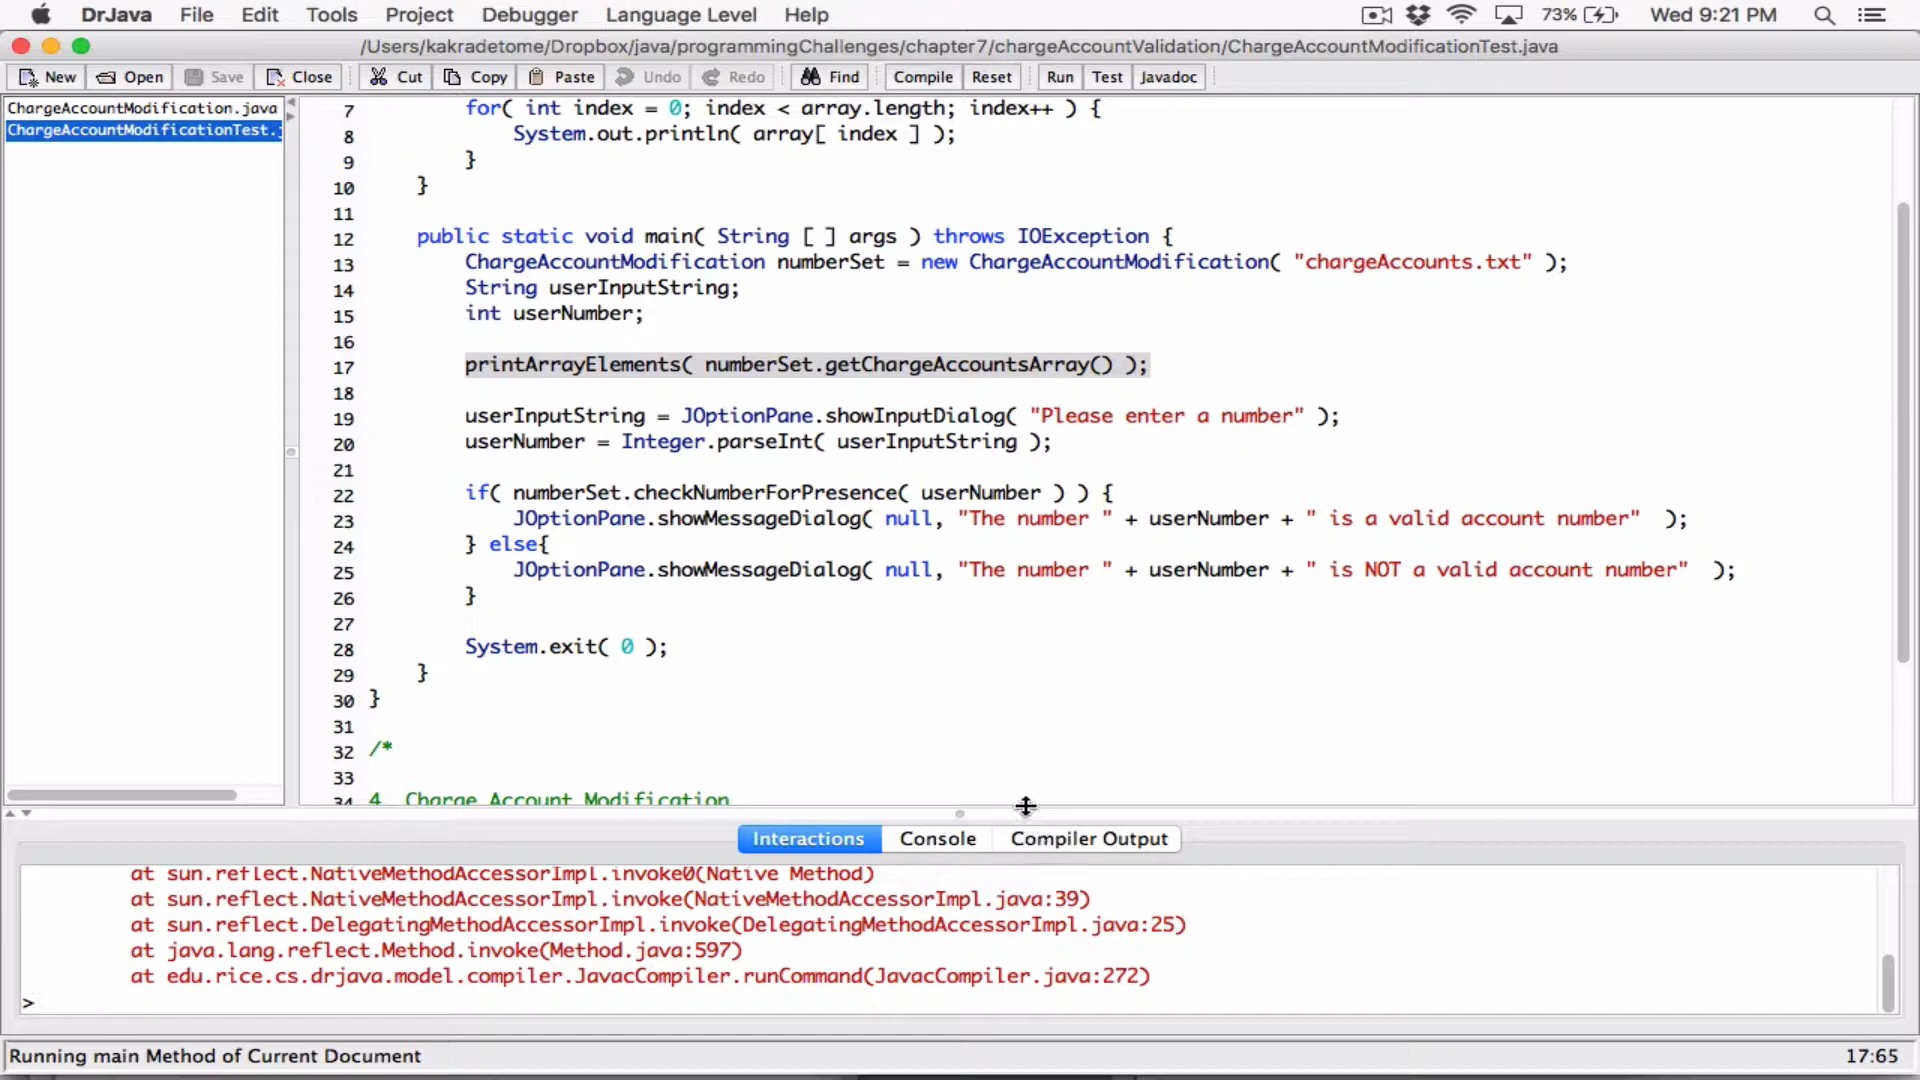 DrJava File Edit Tools Project Debugger Language Level Help 73% Wed 9:21 PM
/Users/kakradetome/Dropbox/java/programmingChallenges/chapter7/chargeAccountValidation/ChargeAccountModificationTest.java
New Open Save Close Cut Copy Paste Undo Redo Find Compile Reset Run Test Javadoc
ChargeAccountModification.java
ChargeAccountModificationTest.j
7 for( int index = 0; index < array.length; index++ ) {
8 System.out.println( array[ index ] );
9 }
10 }
11
12 public static void main( String [ ] args ) throws IOException {
13 ChargeAccountModification numberSet = new ChargeAccountModification( "chargeAccounts.txt" );
14 String userInputString;
15 int userNumber;
16
17 printArrayElements( numberSet.getChargeAccountsArray() );
18
19 userInputString = JOptionPane.showInputDialog( "Please enter a number" );
20 userNumber = Integer.parseInt( userInputString );
21
22 if( numberSet.checkNumberForPresence( userNumber ) ) {
23 JOptionPane.showMessageDialog( null, "The number " + userNumber + " is a valid account number"  );
24 } else{
25 JOptionPane.showMessageDialog( null, "The number " + userNumber + " is NOT a valid account number"  );
26 }
27
28 System.exit( 0 );
29 }
30 }
31
32 /*
33
34 4. Charge Account Modification
Interactions Console Compiler Output
at sun.reflect.NativeMethodAccessorImpl.invoke0(Native Method)
at sun.reflect.NativeMethodAccessorImpl.invoke(NativeMethodAccessorImpl.java:39)
at sun.reflect.DelegatingMethodAccessorImpl.invoke(DelegatingMethodAccessorImpl.java:25)
at java.lang.reflect.Method.invoke(Method.java:597)
at edu.rice.cs.drjava.model.compiler.JavacCompiler.runCommand(JavacCompiler.java:272)
>
Running main Method of Current Document 17:65